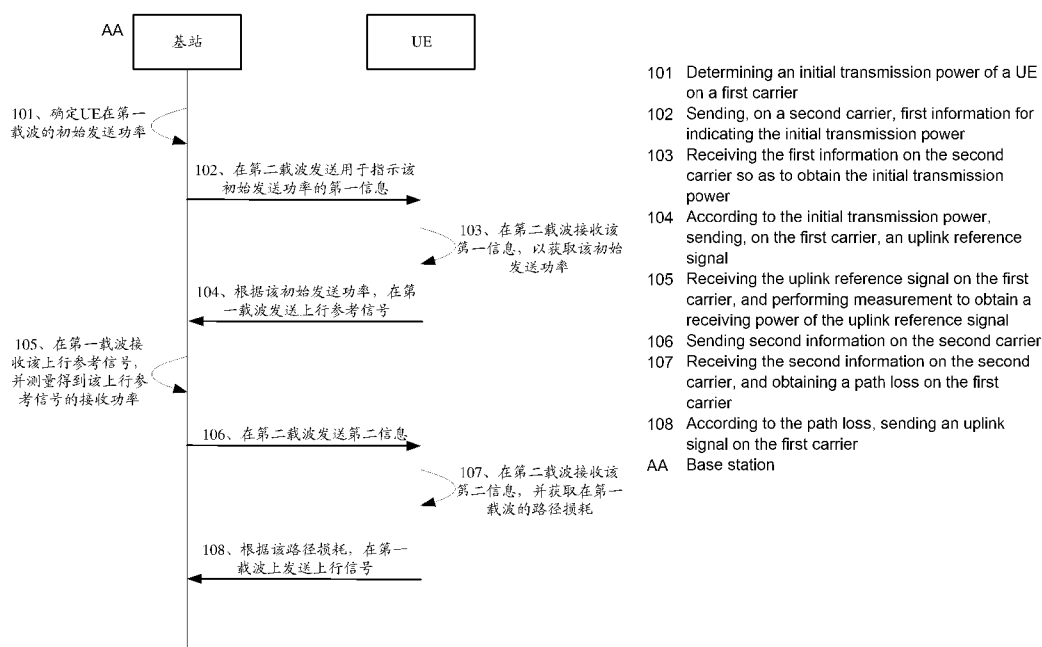 AA
基站
UE
101、确定UE在第一
载波的初始发送功率
102、在第二载波发送用于指示该
初始发送功率的第一信息
103、在第二载波接收该
第一信息，以获取该初始
发送功率
104、根据该初始发送功率，在第
一载波发送上行参考信号
105、在第一载波接
收该上行参考信号，
并测量得到该上行参
考信号的接收功率
106、在第二载波发送第二信息
107、在第二载波接收该
第二信息，并获取在第一
载波的路径损耗
108、根据该路径损耗，在第一
载波上发送上行信号
101 Determining an initial transmission power of a UE
on a first carrier
102 Sending, on a second carrier, first information for
indicating the initial transmission power
103 Receiving the first information on the second
carrier so as to obtain the initial transmission
power
104 According to the initial transmission power,
sending, on the first carrier, an uplink reference
signal
105 Receiving the uplink reference signal on the first
carrier, and performing measurement to obtain a
receiving power of the uplink reference signal
106 Sending second information on the second carrier
107 Receiving the second information on the second
carrier, and obtaining a path loss on the first
carrier
108 According to the path loss, sending an uplink
signal on the first carrier
AA Base station